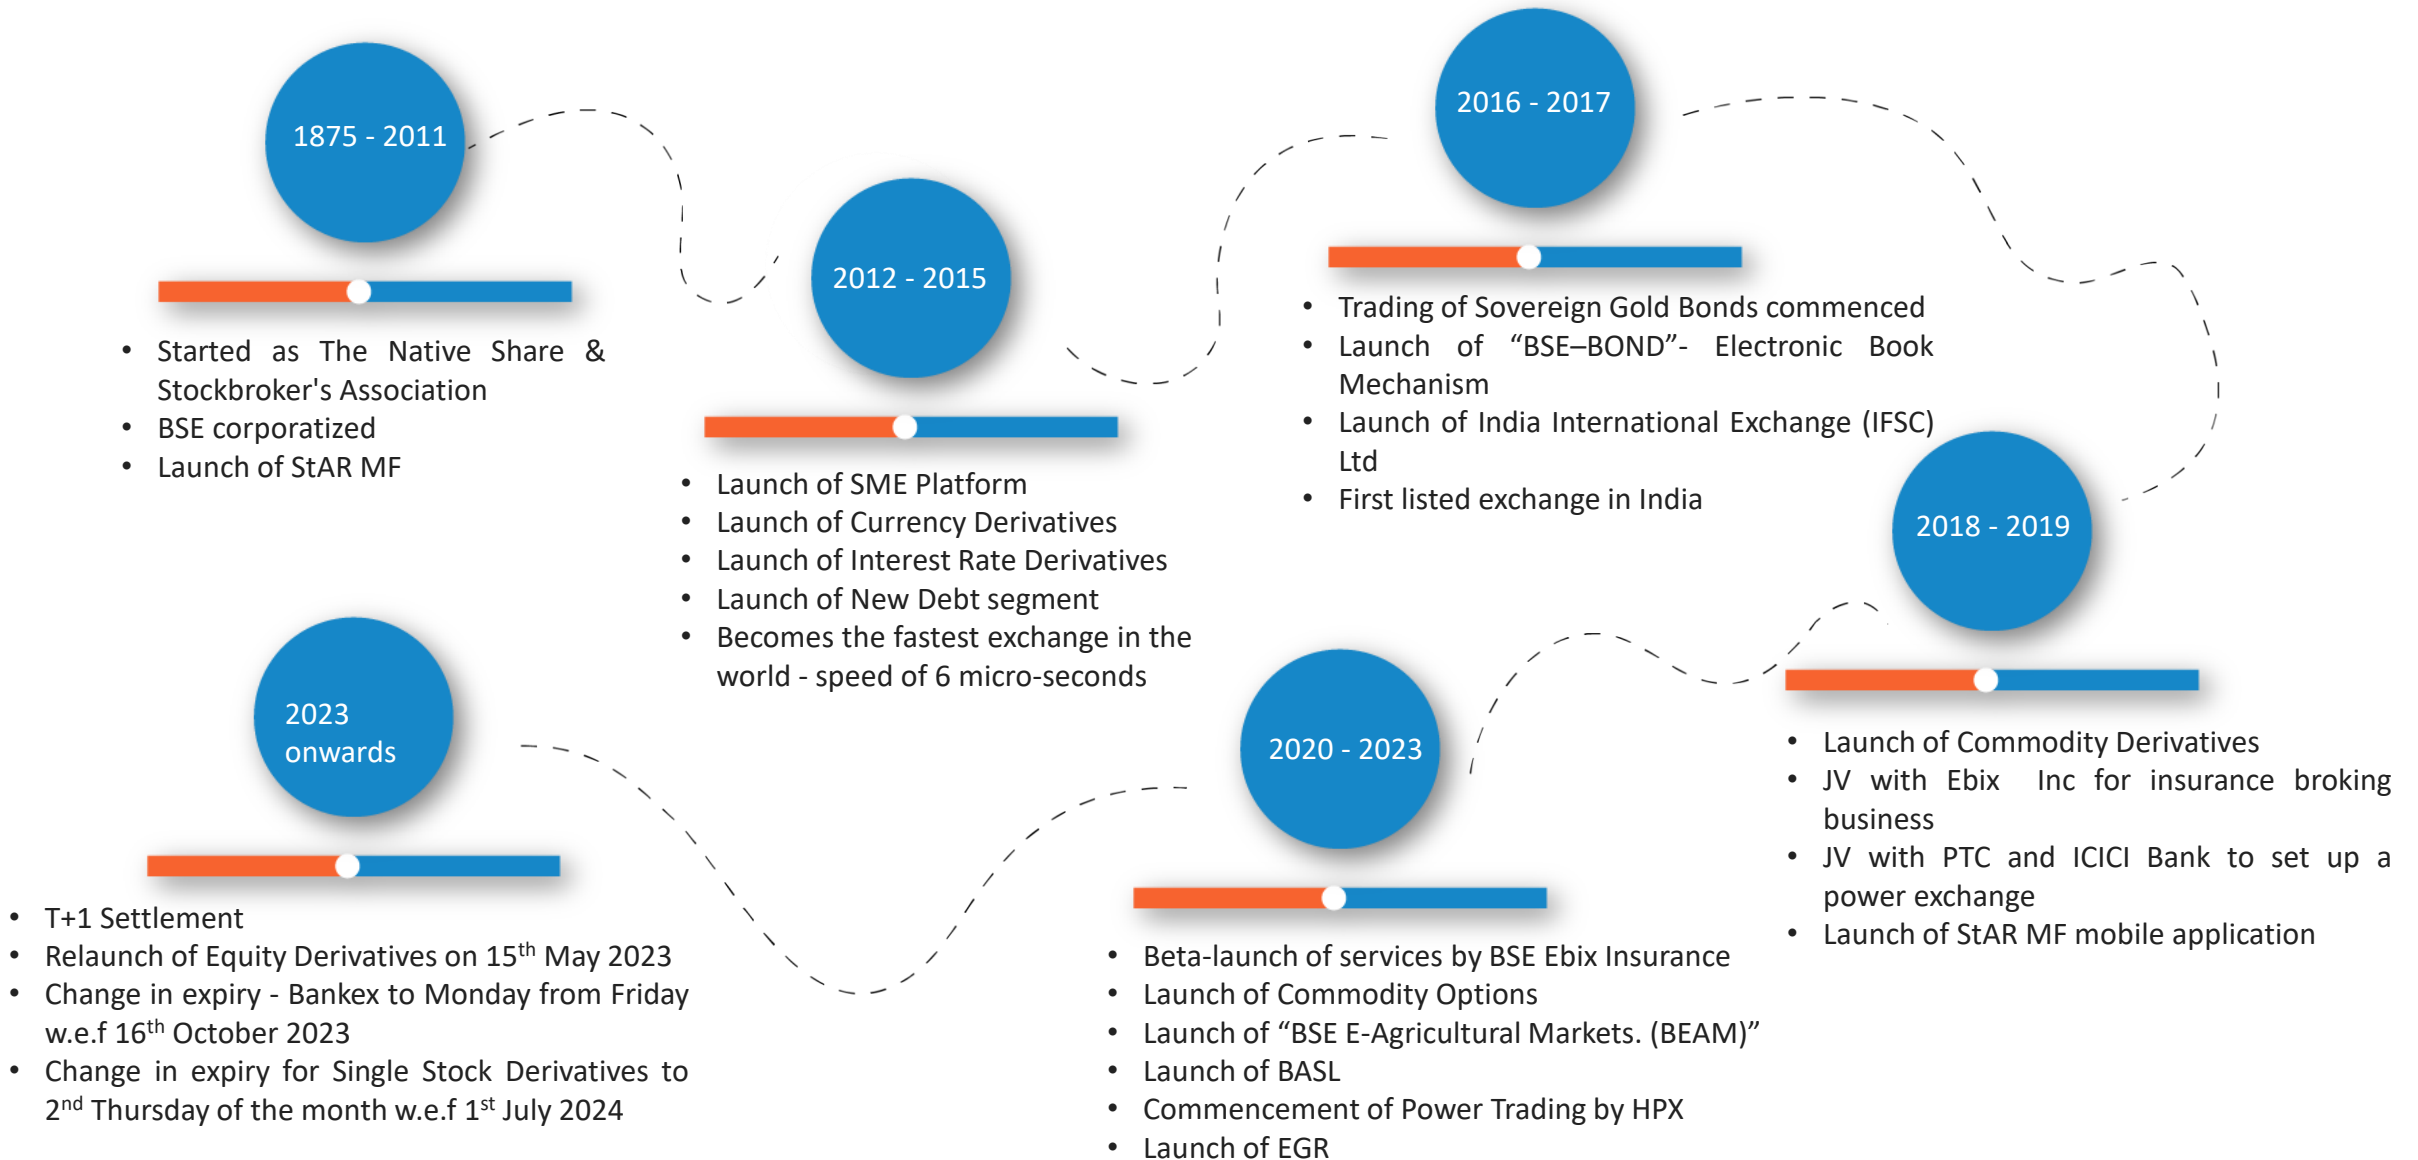 1875 - 2011
• Started as The Native Share &
Stockbroker's Association
• BSE corporatized
• Launch of StAR MF
2012 - 2015
• Launch of SME Platform
• Launch of Currency Derivatives
• Launch of Interest Rate Derivatives
• Launch of New Debt segment
• Becomes the fastest exchange in the
world - speed of 6 micro-seconds
2016 - 2017
• Trading of Sovereign Gold Bonds commenced
• Launch of “BSE–BOND”- Electronic Book
Mechanism
• Launch of India International Exchange (IFSC)
Ltd
• First listed exchange in India
2018 - 2019
• Launch of Commodity Derivatives
• JV with Ebix Inc for insurance broking
business
• JV with PTC and ICICI Bank to set up a
power exchange
• Launch of StAR MF mobile application
2020 - 2023
• Beta-launch of services by BSE Ebix Insurance
• Launch of Commodity Options
• Launch of “BSE E-Agricultural Markets. (BEAM)”
• Launch of BASL
• Commencement of Power Trading by HPX
• Launch of EGR
2023
onwards
• T+1 Settlement
• Relaunch of Equity Derivatives on 15th May 2023
• Change in expiry - Bankex to Monday from Friday
w.e.f 16th October 2023
• Change in expiry for Single Stock Derivatives to
2nd Thursday of the month w.e.f 1st July 2024